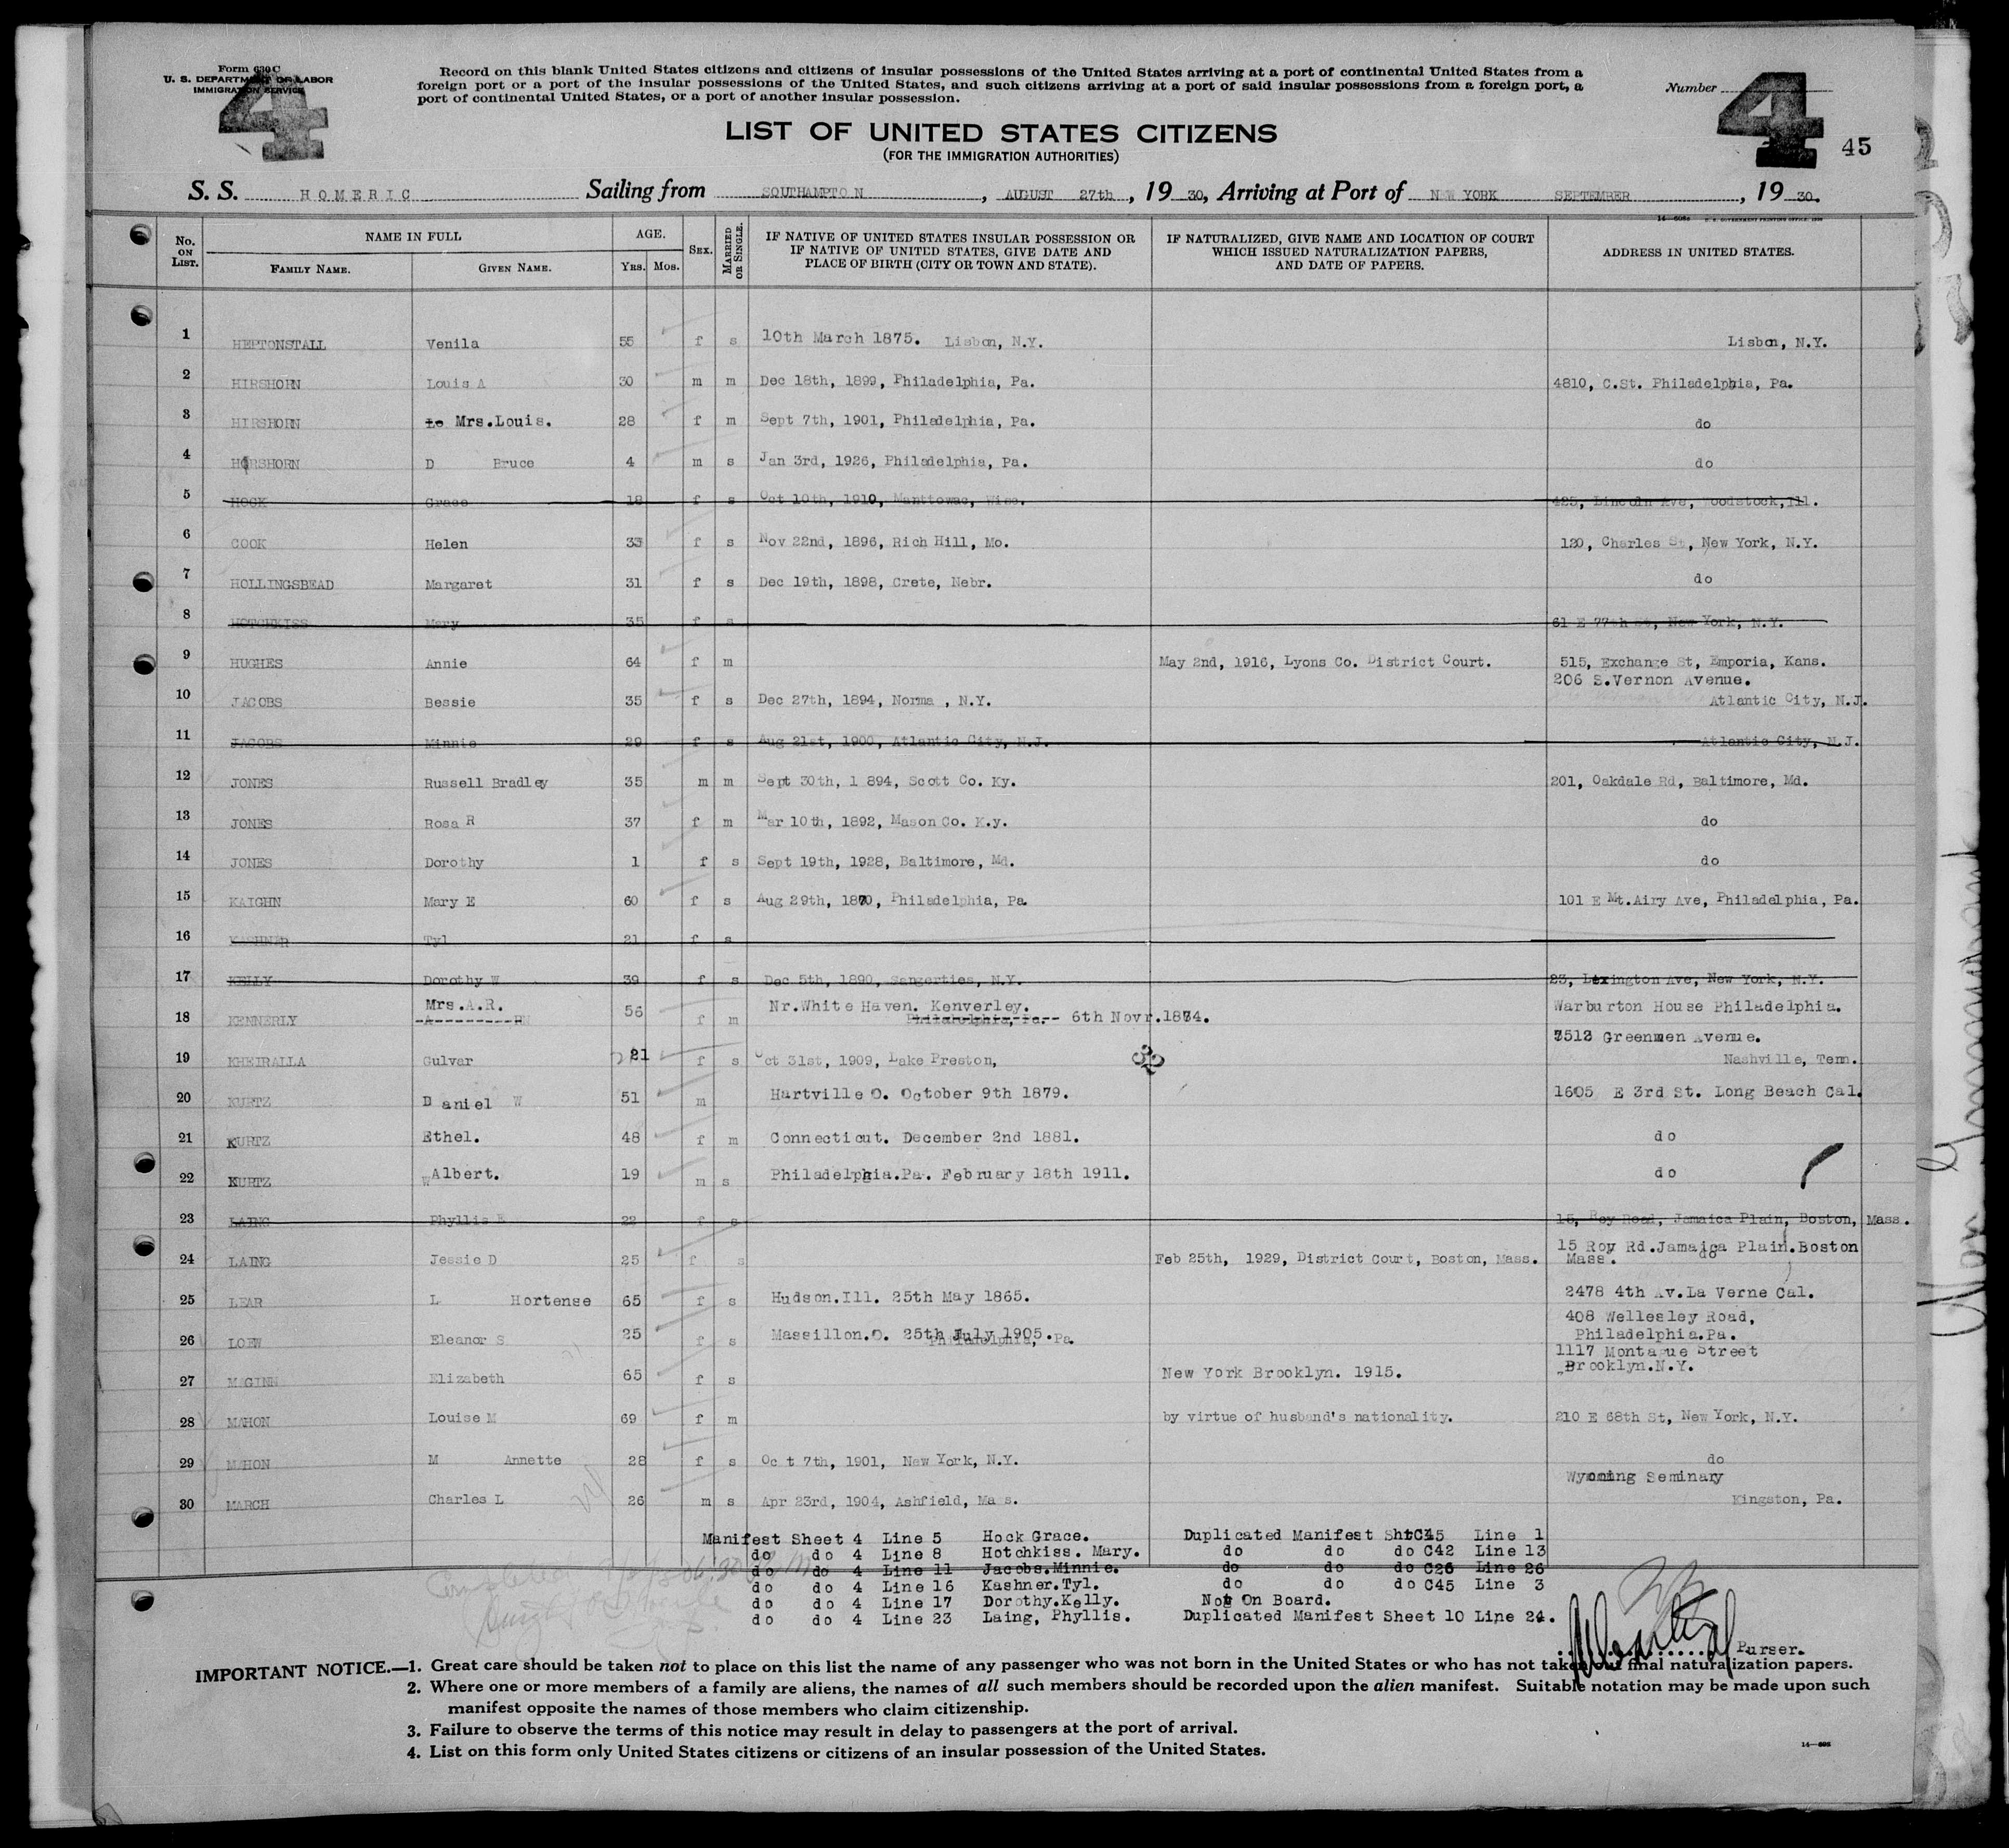 Form 630 C
U. S. DEPARTMENT OF LABOR
IMMIGRATION SERVICE
4
Record on this blank United States citizens and citizens of insular possessions of the United States arriving at a port of continental United States from a
foreign port or a port of the insular possessions of the United States, and such citizens arriving at a port of said insular possessions from a foreign port, a
port of continental United States, or a port of another insular possession.
Number 4 45
LIST OF UNITED STATES CITIZENS
(FOR THE IMMIGRATION AUTHORITIES)
S. S. HOMERIC Sailing from SOUTHAMPTON, AUGUST 27th, 19 30, Arriving at Port of NEW YORK SEPTEMBER, 19 30.
No. ON LIST. NAME IN FULL FAMILY NAME. GIVEN NAME. AGE. YRS. MOS. SEX. MARRIED OR SINGLE. IF NATIVE OF UNITED STATES INSULAR POSSESSION OR IF NATIVE OF UNITED STATES, GIVE DATE AND PLACE OF BIRTH (CITY OR TOWN AND STATE). IF NATURALIZED, GIVE NAME AND LOCATION OF COURT WHICH ISSUED NATURALIZATION PAPERS, AND DATE OF PAPERS. ADDRESS IN UNITED STATES.
1 HEPTONSTALL Venila 55 f s 10th March 1875. Lisbon, N.Y. Lisbon, N.Y.
2 HIRSHORN Louis A 30 m m Dec 18th, 1899, Philadelphia, Pa. 4810, C.St. Philadelphia, Pa.
3 HIRSHORN Mrs.Louis. 28 f m Sept 7th, 1901, Philadelphia, Pa. do
4 HIRSHORN D Bruce 4 m s Jan 3rd, 1926, Philadelphia, Pa. do
5 HOCK Grace 18 f s Oct 10th, 1910, Manttowac, Wisc. 425, Lincoln Ave, Woodstock, Ill.
6 COOK Helen 33 f s Nov 22nd, 1896, Rich Hill, Mo. 120, Charles St, New York, N.Y.
7 HOLLINGSBEAD Margaret 31 f s Dec 19th, 1898, Crete, Nebr. do
8 HOTCHKISS Mary 35 f s 61 E 77th St, New York, N.Y.
9 HUGHES Annie 64 f m May 2nd, 1916, Lyons Co. District Court. 515, Exchange St, Emporia, Kans.
206 S.Vernon Avenue.
10 JACOBS Bessie 35 f s Dec 27th, 1894, Norma , N.Y. Atlantic City, N.J.
11 JACOBS Minnie 29 f s Aug 21st, 1900, Atlantic City, N.J. Atlantic City, N.J.
12 JONES Russell Bradley 35 m m Sept 30th, 1 894, Scott Co. Ky. 201, Oakdale Rd, Baltimore, Md.
13 JONES Rosa R 37 f m Mar 10th, 1892, Mason Co. K.y. do
14 JONES Dorothy 1 f s Sept 19th, 1928, Baltimore, Md. do
15 KAIGHN Mary E 60 f s Aug 29th, 1870, Philadelphia, Pa 101 E Mt.Airy Ave, Philadelphia, Pa.
16 KASHNER Tyl 21 f s
17 KELLY Dorothy W 39 f s Dec 5th, 1890, Saugerties, N.Y. 23, Lexington Ave, New York, N.Y.
Mrs.A.R. Nr.White Haven. Kenverley. Warburton House Philadelphia.
18 KENNERLY 56 f m Philadelphia, Pa. 6th Novr.1874.
Greenmen Avenue.
19 KHEIRALLA Gulvar 21 f s Oct 31st, 1909, Lake Preston, Nashville, Tenn.
20 KURTZ Daniel W 51 m Hartville O. October 9th 1879. 1605 E 3rd St. Long Beach Cal.
21 KURTZ Ethel. 48 f m Connecticut. December 2nd 1881. do
22 KURTZ Albert. 19 m s Philadelphia.Pa. February 18th 1911. do
23 LAING Phyllis E 22 f s 15, Roy Road, Jamaica Plain, Boston, Mass.
15 Roy Rd.Jamaica Plain.Boston
24 LAING Jessie D 25 f s Feb 25th, 1929, District Court, Boston, Mass. Mass. do
25 LEAR L Hortense 65 f s Hudson.Ill. 25th May 1865. 2478 4th Av.La Verne Cal.
408 Wellesley Road,
26 LOEW Eleanor S 25 f s Massillon.O. 25th July 1905. Philadelphia, Pa. Philadelphia.Pa.
1117 Montague Street
27 MAGINN Elizabeth 65 f s New York Brooklyn. 1915. Brooklyn.N.Y.
28 MAHON Louise M 69 f m by virtue of husband's nationality. 210 E 68th St, New York, N.Y.
29 MAHON M Annette 28 f s Oct 7th, 1901, New York, N.Y. do
Wyoming Seminary
30 MARCH Charles L 26 m s Apr 23rd, 1904, Ashfield, Mass. Kingston, Pa.
Manifest Sheet 4 Line 5 Hock Grace. Duplicated Manifest Sht C45 Line 1
do do 4 Line 8 Hotchkiss. Mary. do do do C42 Line 13
do do 4 Line 11 Jacobs.Minnie. do do do C26 Line 26
do do 4 Line 16 Kashner.Tyl. do do do C45 Line 3
do do 4 Line 17 Dorothy.Kelly. Not On Board.
do do 4 Line 23 Laing, Phyllis. Duplicated Manifest Sheet 10 Line 24.
Purser.
IMPORTANT NOTICE.—1. Great care should be taken not to place on this list the name of any passenger who was not born in the United States or who has not taken out final naturalization papers.
2. Where one or more members of a family are aliens, the names of all such members should be recorded upon the alien manifest. Suitable notation may be made upon such
manifest opposite the names of those members who claim citizenship.
3. Failure to observe the terms of this notice may result in delay to passengers at the port of arrival.
4. List on this form only United States citizens or citizens of an insular possession of the United States.